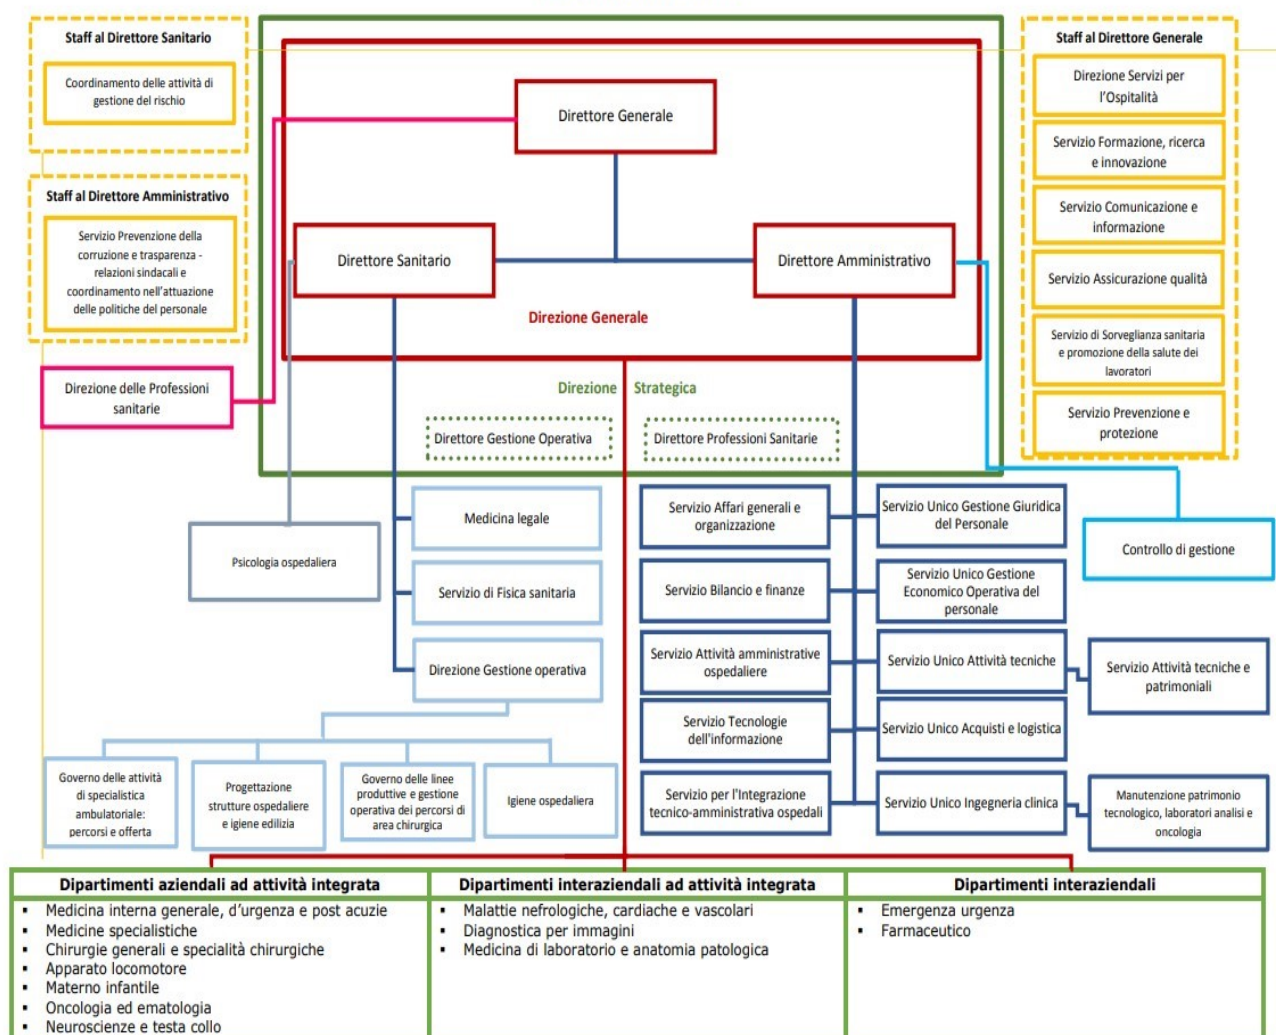 Staff al Direttore Sanitario
Coordinamento delle attività di
gestione del rischio
Staff al Direttore Amministrativo
Servizio Prevenzione della
corruzione e trasparenza -
relazioni sindacali e
coordinamento nell'attuazione
delle politiche del personale
Direzione delle Professioni
sanitarie
Direttore Generale
Direttore Sanitario
Direttore Amministrativo
Direzione Generale
Direzione Strategica
Direttore Gestione Operativa
Direttore Professioni Sanitarie
Staff al Direttore Generale
Direzione Servizi per
l'Ospitalità
Servizio Formazione, ricerca
e innovazione
Servizio Comunicazione e
informazione
Servizio Assicurazione qualità
Servizio di Sorveglianza sanitaria
e promozione della salute dei
lavoratori
Servizio Prevenzione e
protezione
Psicologia ospedaliera
Medicina legale
Servizio di Fisica sanitaria
Direzione Gestione operativa
Governo delle attività
di specialistica
ambulatoriale:
percorsi e offerta
Progettazione
strutture ospedaliere
e igiene edilizia
Governo delle linee
produttive e gestione
operativa dei percorsi di
area chirurgica
Igiene ospedaliera
Servizio Affari generali e
organizzazione
Servizio Bilancio e finanze
Servizio Attività amministrative
ospedaliere
Servizio Tecnologie
dell'informazione
Servizio per l'Integrazione
tecnico-amministrativa ospedali
Servizio Unico Gestione Giuridica
del Personale
Servizio Unico Gestione
Economico Operativa del
personale
Servizio Unico Attività tecniche
Servizio Unico Acquisti e logistica
Servizio Unico Ingegneria clinica
Controllo di gestione
Servizio Attività tecniche e
patrimoniali
Manutenzione patrimonio
tecnologico, laboratori analisi e
oncologia
Dipartimenti aziendali ad attività integrata
▪ Medicina interna generale, d'urgenza e post acuzie
▪ Medicine specialistiche
▪ Chirurgie generali e specialità chirurgiche
▪ Apparato locomotore
▪ Materno infantile
▪ Oncologia ed ematologia
▪ Neuroscienze e testa collo
Dipartimenti interaziendali ad attività integrata
▪ Malattie nefrologiche, cardiache e vascolari
▪ Diagnostica per immagini
▪ Medicina di laboratorio e anatomia patologica
Dipartimenti interaziendali
▪ Emergenza urgenza
▪ Farmaceutico